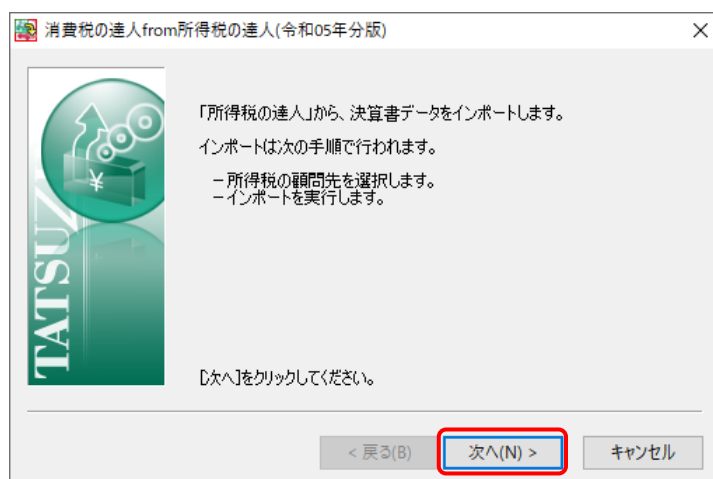 消費税の達人from所得税の達人(令和05年分版)
「所得税の達人」から、決算書データをインポートします。
インポートは次の手順で行われます。
－所得税の顧問先を選択します。
－インポートを実行します。
¥
TATSUZ
[次へ]をクリックしてください。
< 戻る(B)
次へ(N) >
キャンセル